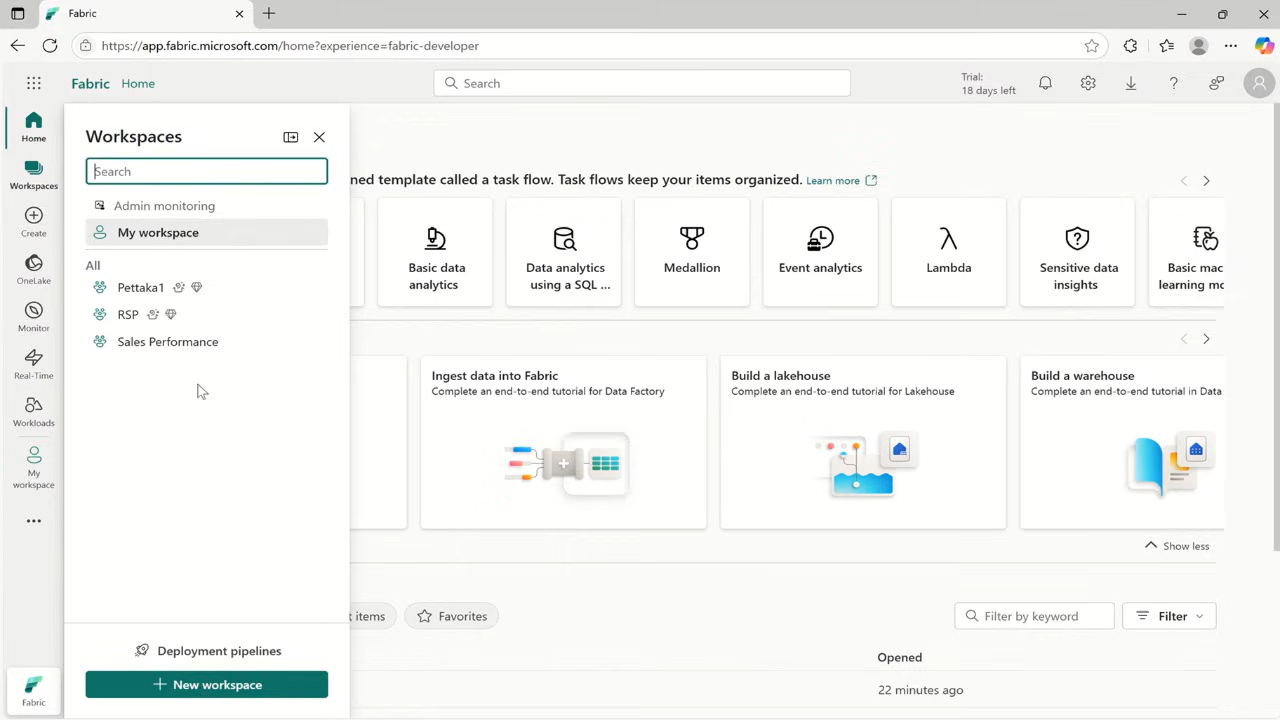 Fabric
https://app.fabric.microsoft.com/home?experience=fabric-developer
Fabric Home
Search
Trial:
18 days left
Home
Workspaces
Create
OneLake
Monitor
Real-Time
Workloads
My
workspace
Fabric
Workspaces
Search
Admin monitoring
My workspace
All
Pettaka1
RSP
Sales Performance
Deployment pipelines
New workspace
ned template called a task flow. Task flows keep your items organized. Learn more
Basic data
analytics
Data analytics
using a SQL ...
Medallion
Event analytics
Lambda
Sensitive data
insights
Basic mac
learning mo
Ingest data into Fabric
Complete an end-to-end tutorial for Data Factory
Build a lakehouse
Complete an end-to-end tutorial for Lakehouse
Build a warehouse
Complete an end-to-end tutorial in Data
Show less
t items
Favorites
Filter by keyword
Filter
Opened
22 minutes ago